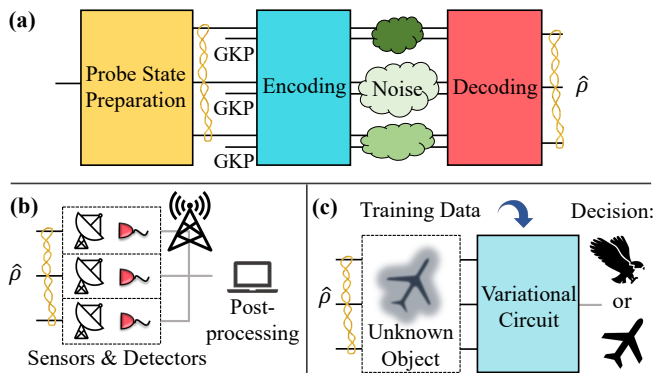 (a)
Probe State
Preparation
GKP
GKP
GKP
Encoding
Noise
Decoding
ρ̂
(b)
ρ̂
Sensors & Detectors
Post-
processing
(c)
Training Data
Decision:
ρ̂
Unknown
Object
Variational
Circuit
or